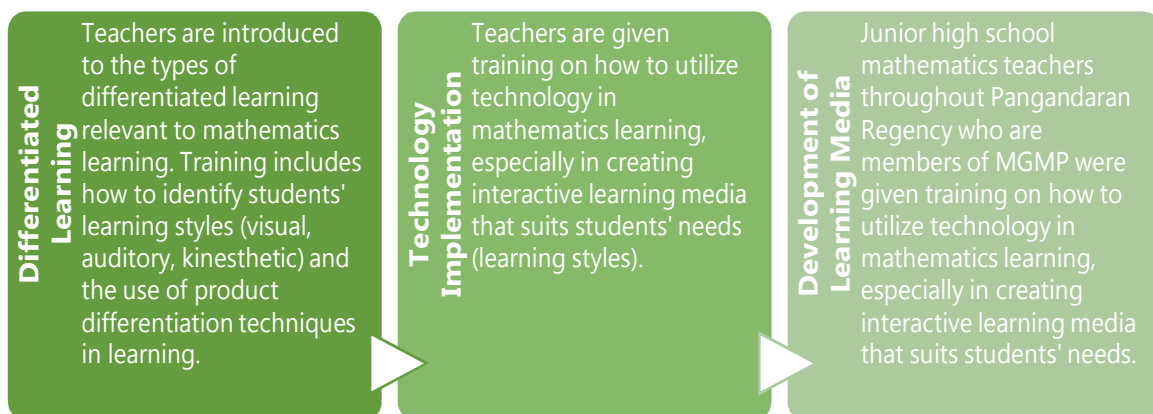 Differentiated
Learning
Teachers are introduced
to the types of
differentiated learning
relevant to mathematics
learning. Training includes
how to identify students'
learning styles (visual,
auditory, kinesthetic) and
the use of product
differentiation techniques
in learning.
Technology
Implementation
Teachers are given
training on how to utilize
technology in
mathematics learning,
especially in creating
interactive learning media
that suits students' needs
(learning styles).
Development of
Learning Media
Junior high school
mathematics teachers
throughout Pangandaran
Regency who are
members of MGMP were
given training on how to
utilize technology in
mathematics learning,
especially in creating
interactive learning media
that suits students' needs.